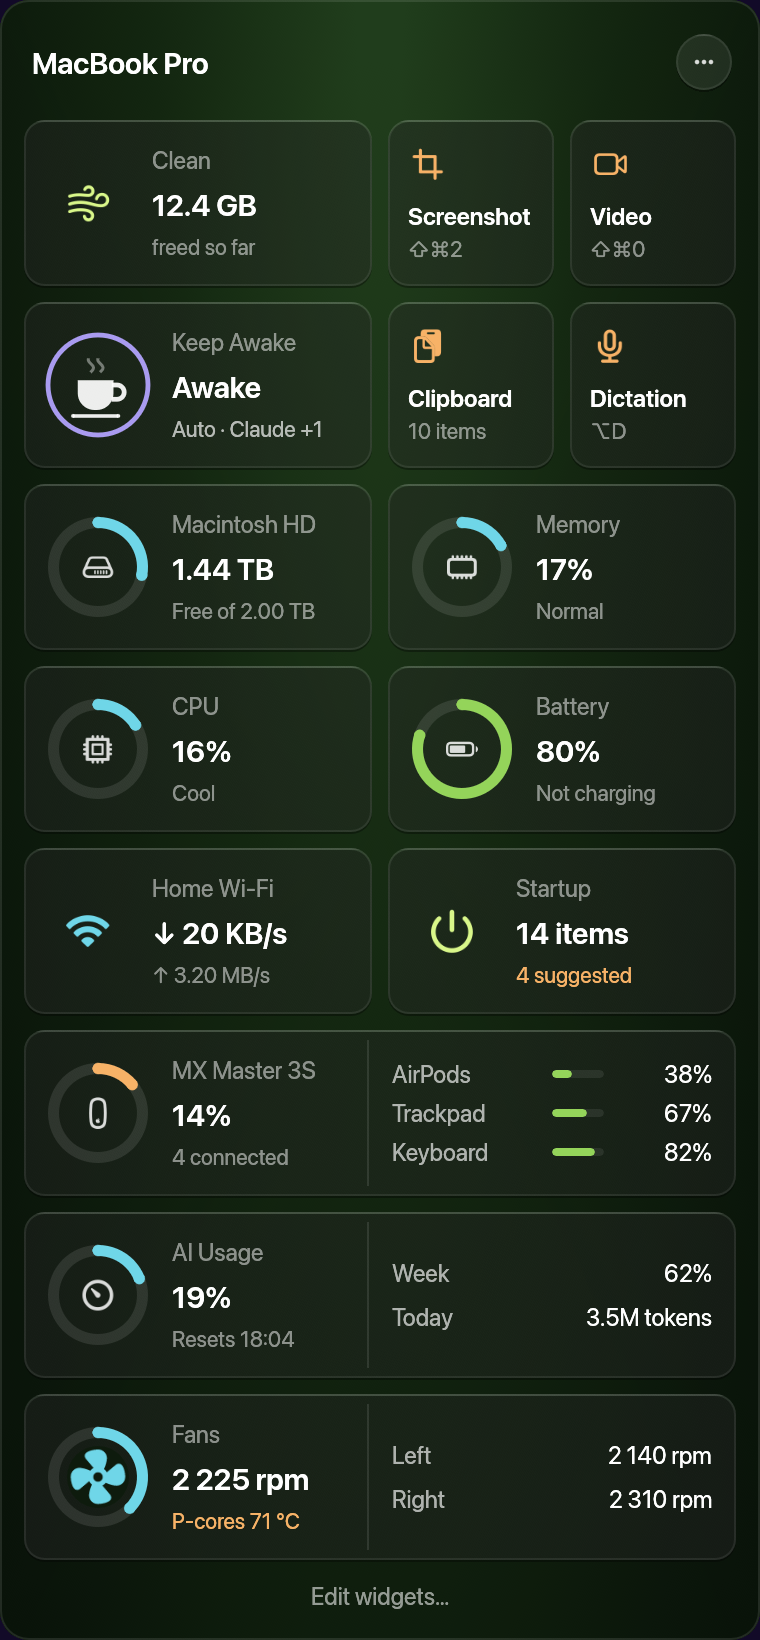 MacBook Pro
Clean
12.4 GB
freed so far
Screenshot
⇧⌘2
Video
⇧⌘0
Keep Awake
Awake
Auto · Claude +1
Clipboard
10 items
Dictation
⌥D
Macintosh HD
1.44 TB
Free of 2.00 TB
Memory
17%
Normal
CPU
16%
Cool
Battery
80%
Not charging
Home Wi-Fi
↓ 20 KB/s
↑ 3.20 MB/s
Startup
14 items
4 suggested
MX Master 3S
14%
4 connected
AirPods 38%
Trackpad 67%
Keyboard 82%
AI Usage
19%
Resets 18:04
Week 62%
Today 3.5M tokens
Fans
2 225 rpm
P-cores 71 °C
Left 2 140 rpm
Right 2 310 rpm
Edit widgets...